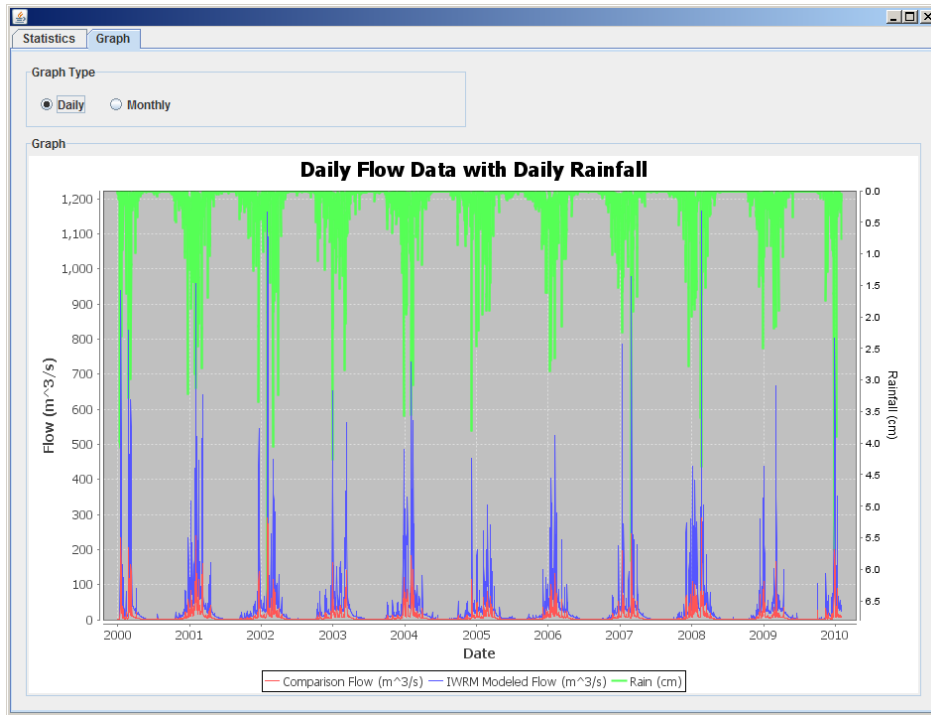 Statistics Graph
Graph Type
Daily Monthly
Graph
Daily Flow Data with Daily Rainfall
1,200
1,100
1,000
900
800
700
600
500
400
300
200
100
0
Flow (m^3/s)
0.0
0.5
1.0
1.5
2.0
2.5
3.0
3.5
4.0
4.5
5.0
5.5
6.0
6.5
Rainfall (cm)
2000 2001 2002 2003 2004 2005 2006 2007 2008 2009 2010
Date
Comparison Flow (m^3/s) IWRM Modeled Flow (m^3/s) Rain (cm)